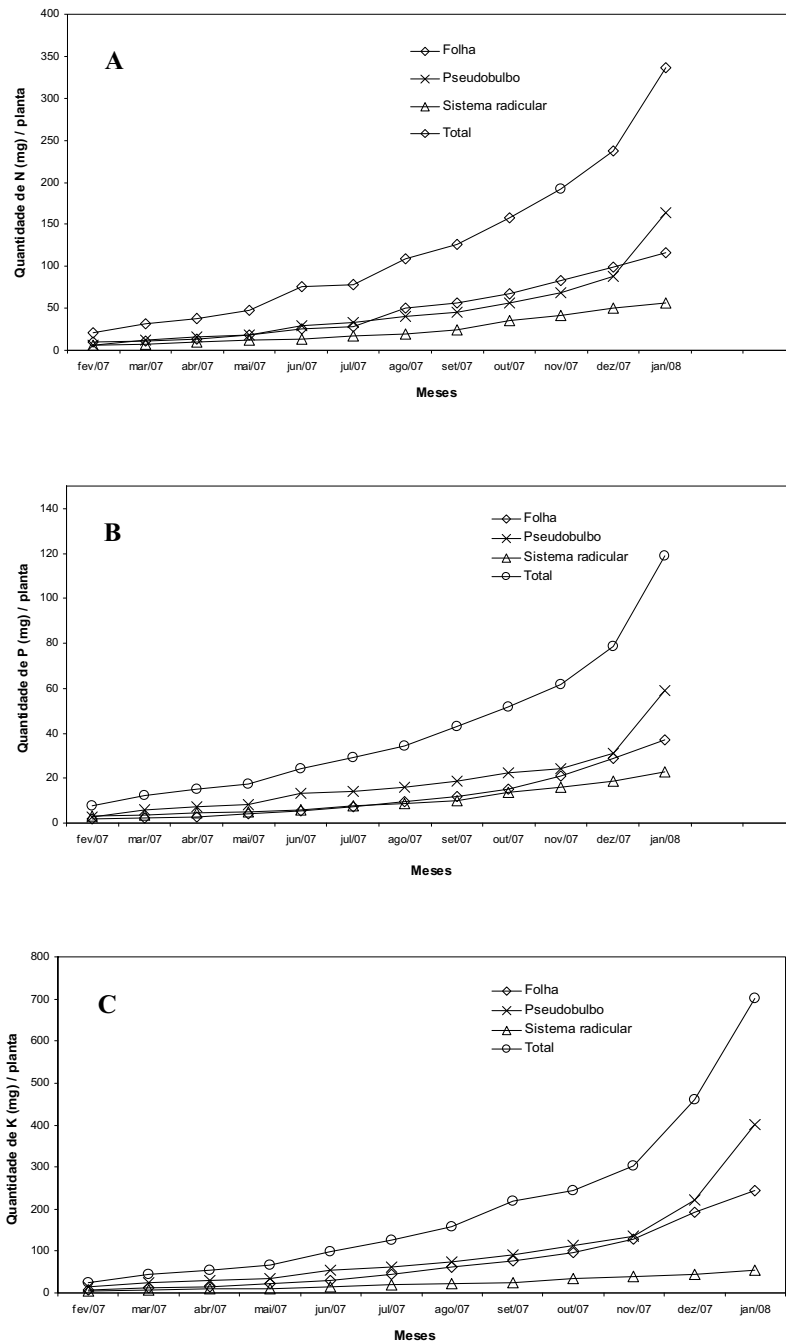 400
350
300
250
200
150
100
50
0
Quantidade de N (mg) / planta
A
Folha
Pseudobulbo
Sistema radicular
Total
fev/07 mar/07 abr/07 mai/07 jun/07 jul/07 ago/07 set/07 out/07 nov/07 dez/07 jan/08
Meses
140
120
100
80
60
40
20
0
Quantidade de P (mg) / planta
B
Folha
Pseudobulbo
Sistema radicular
Total
fev/07 mar/07 abr/07 mai/07 jun/07 jul/07 ago/07 set/07 out/07 nov/07 dez/07 jan/08
Meses
800
700
600
500
400
300
200
100
0
Quantidade de K (mg) / planta
C
Folha
Pseudobulbo
Sistema radicular
Total
fev/07 mar/07 abr/07 mai/07 jun/07 jul/07 ago/07 set/07 out/07 nov/07 dez/07 jan/08
Meses